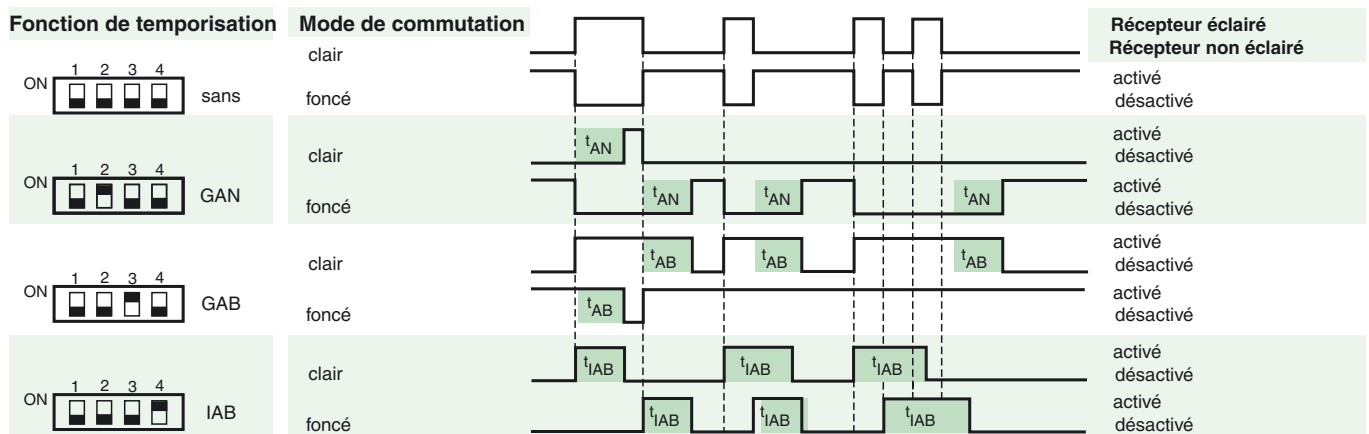 Fonction de temporisation Mode de commutation Récepteur éclairé
Récepteur non éclairé
clair
ON 1 2 3 4 sans
foncé activé
désactivé
clair tAN activé
désactivé
ON 1 2 3 4 GAN
foncé tAN tAN tAN activé
désactivé
clair tAB tAB tAB activé
désactivé
ON 1 2 3 4 GAB
foncé tAB activé
désactivé
clair tIAB tIAB tIAB activé
désactivé
ON 1 2 3 4 IAB
foncé tIAB tIAB tIAB activé
désactivé